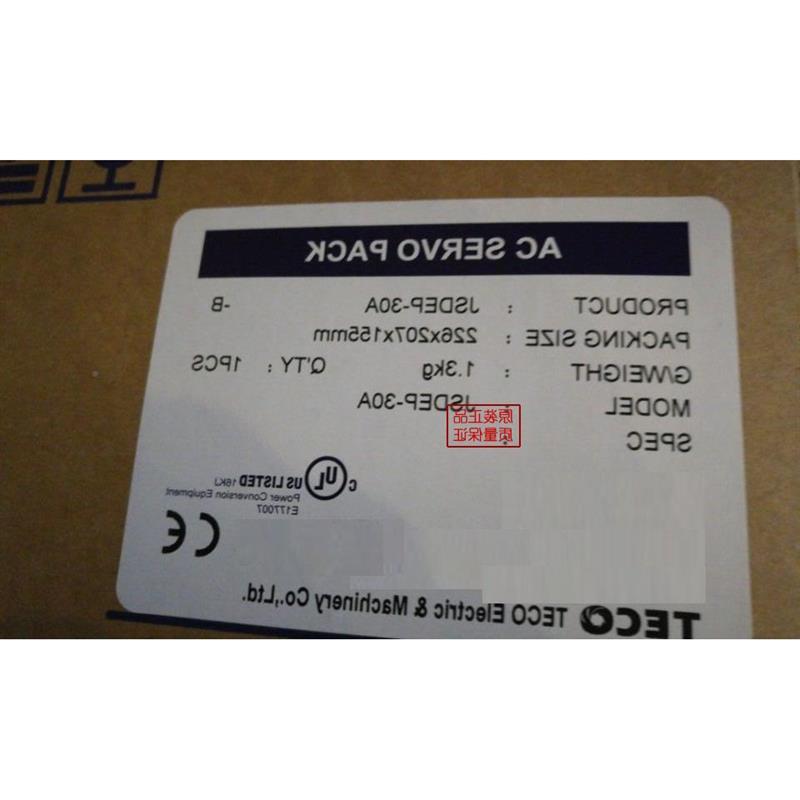 AC SERVO PACK
PRODUCT : JSDEP-30A -B
PACKING SIZE : 226x207x155mm
G/WEIGHT : 1.3kg Q'TY : 1PCS
MODEL : JSDEP-30A
SPEC :
原装正品
质量保证
C UL US LISTED 16KJ
Power Conversion Equipment
E177007
CE
TECO TECO Electric & Machinery Co.,Ltd.